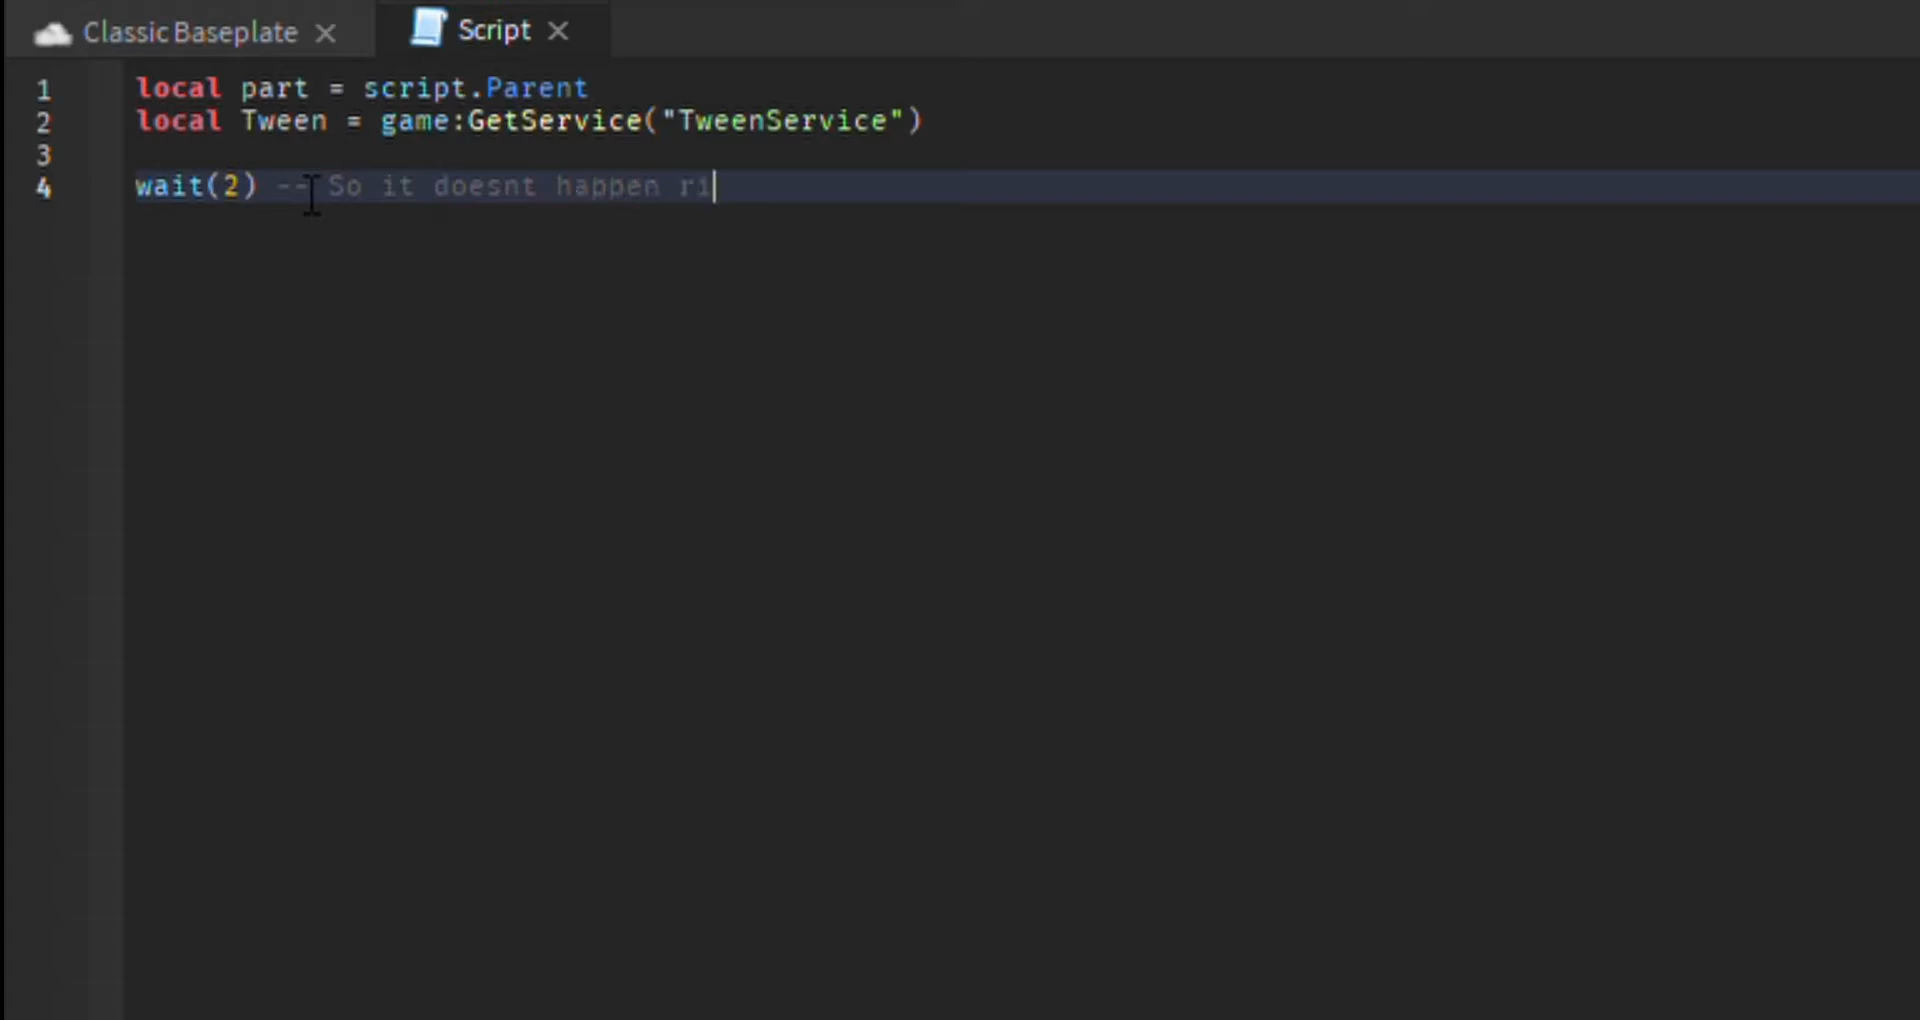 Classic Baseplate
Script
1 local part = script.Parent
2 local Tween = game:GetService("TweenService")
3
4 wait(2) -- So it doesnt happen ri